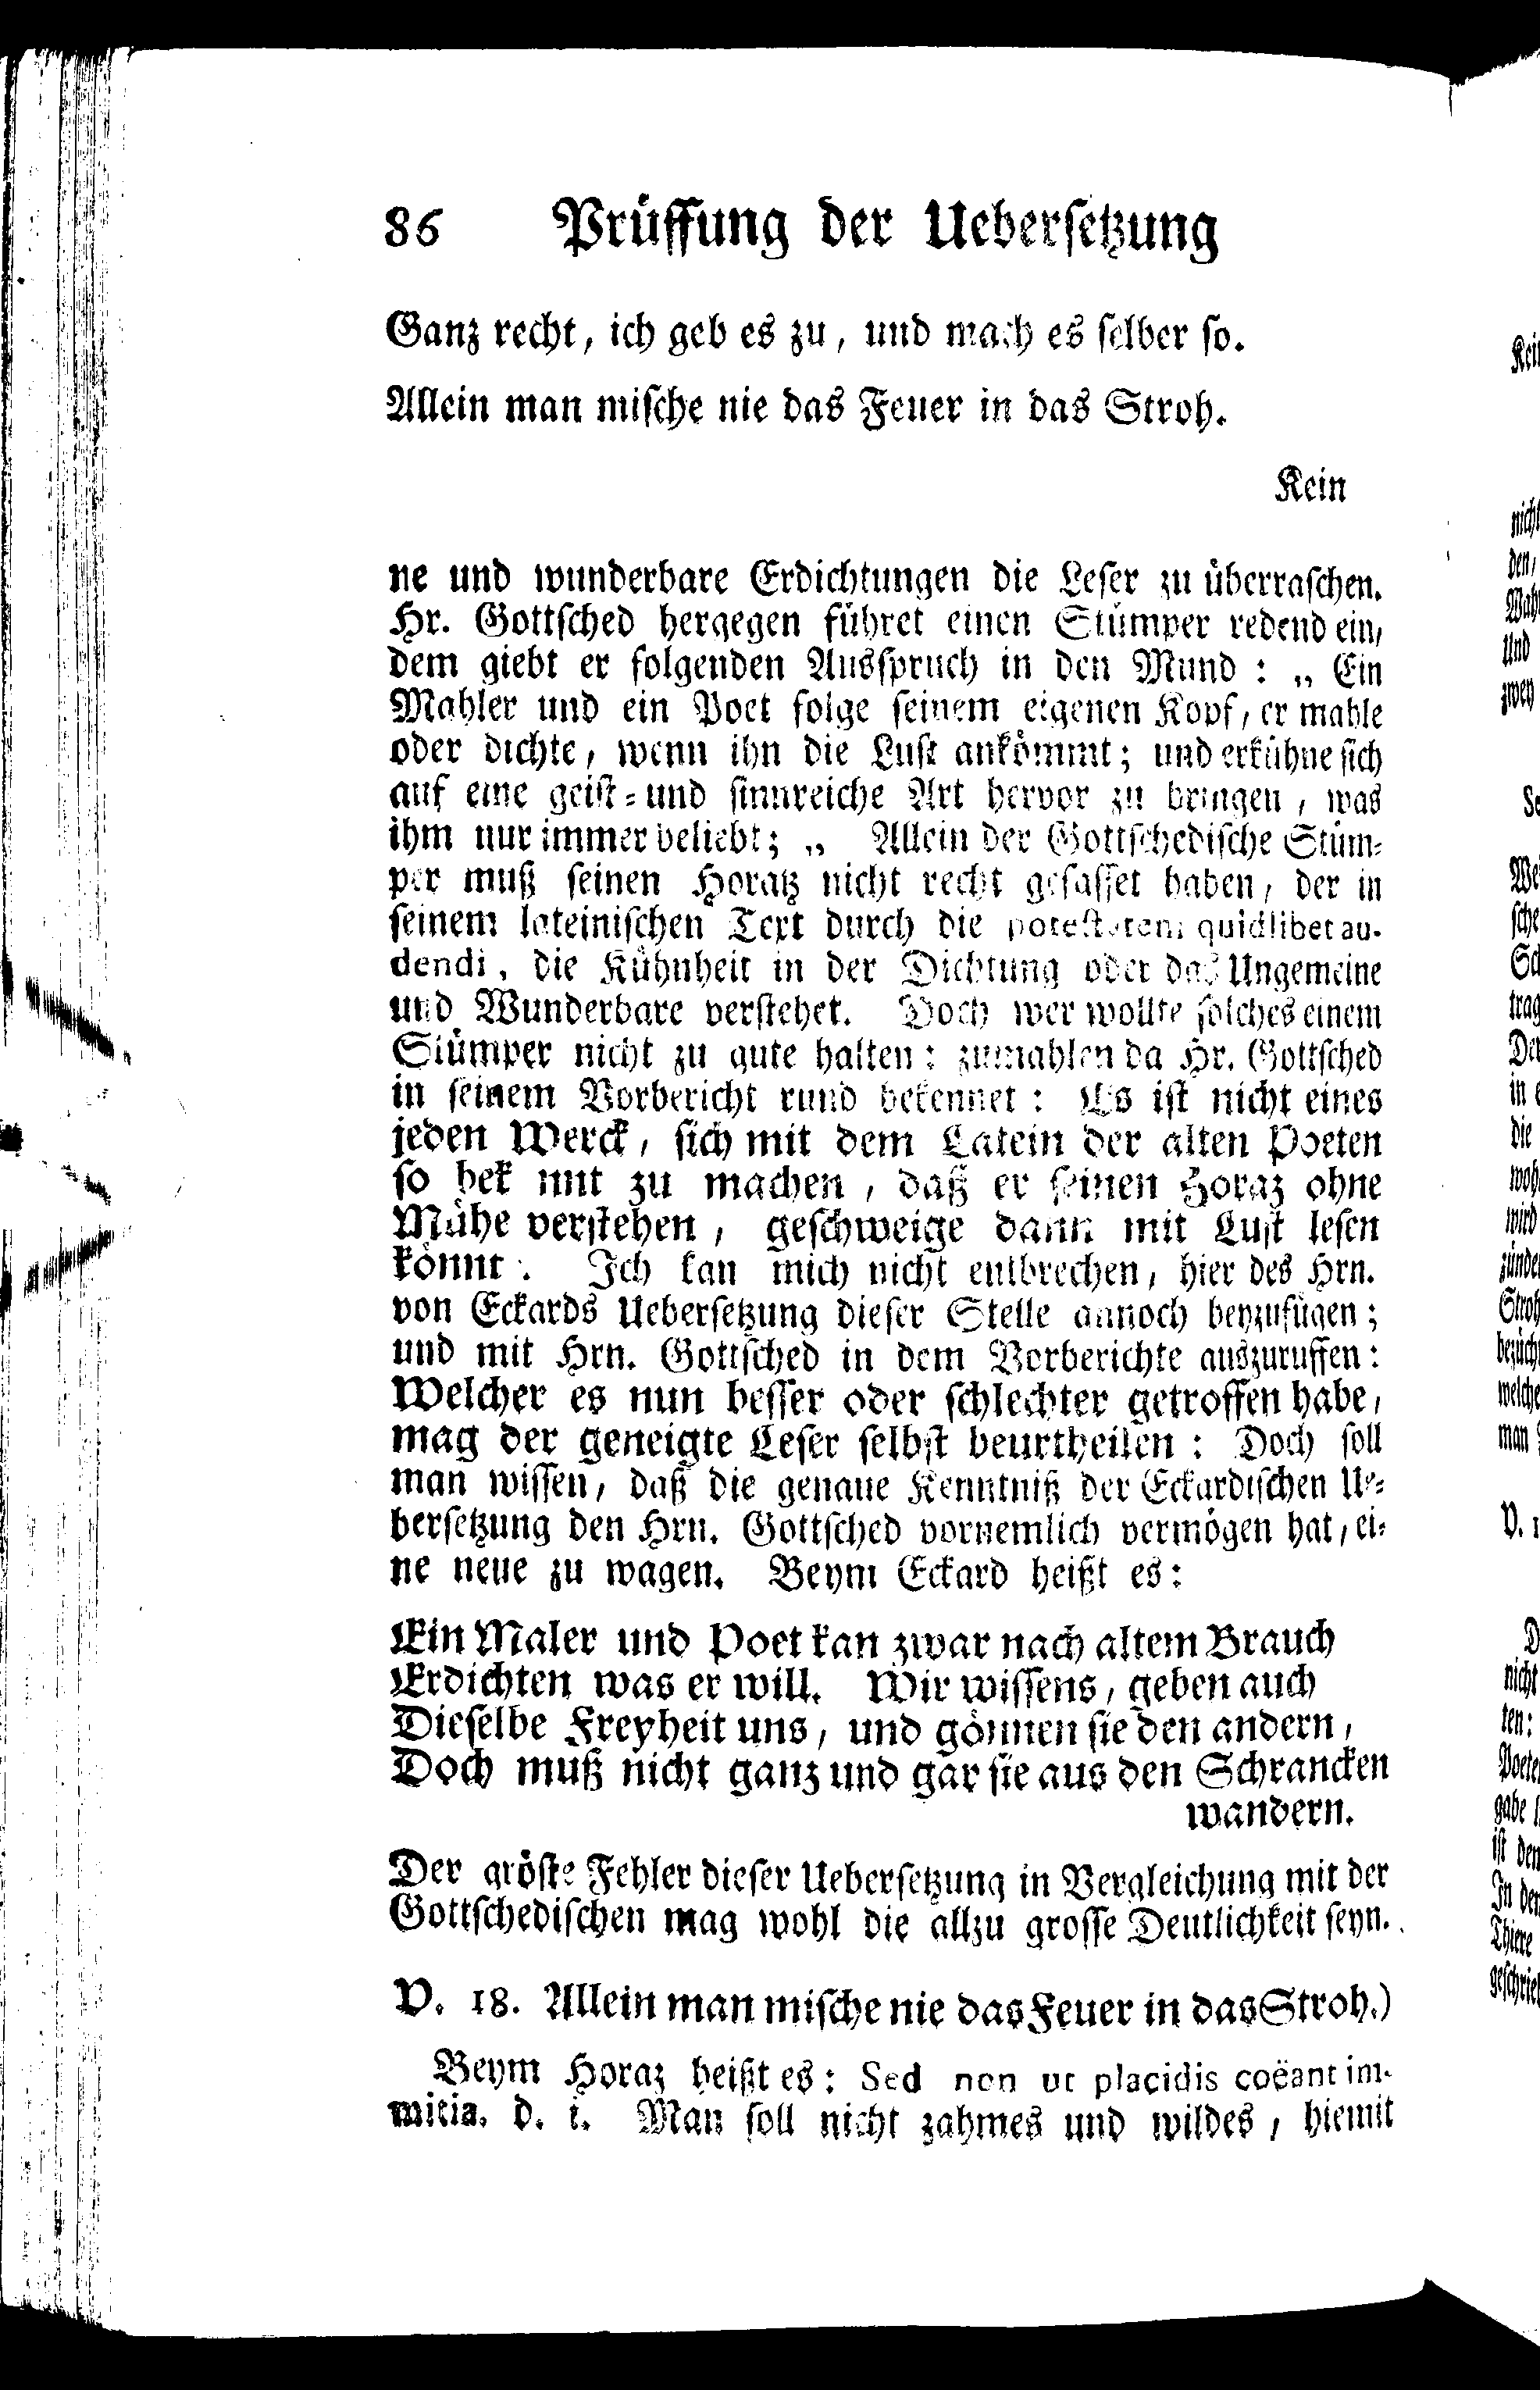 86 Prüffung der Uebersetzung
Ganz recht, ich geb es zu, und mach es selber so.
Allein man mische nie das Feuer in das Stroh.
Kein
ne und wunderbare Erdichtungen die Leser zu überraschen.
Hr. Gottsched hergegen führet einen Stümper redend ein,
dem giebt er folgenden Ausspruch in den Mund : „ Ein
Mahler und ein Poet folge seinem eigenen Kopf, er mahle
oder dichte, wenn ihn die Lust ankömmt; und erkühne sich
auf eine geist-und sinnreiche Art hervor zu bringen, was
ihm nur immer beliebt; „ Allein der Gottschedische Stüm-
per muß seinen Horatz nicht recht gefasset haben, der in
seinem lateinischen Text durch die potestatem quidlibet au-
dendi, die Kühnheit in der Dichtung oder das Ungemeine
und Wunderbare verstehet. Doch wer wollte solches einem
Stümper nicht zu gute halten: zumahlen da Hr. Gottsched
in seinem Vorbericht rund bekennet: Es ist nicht eines
jeden Werck, sich mit dem Latein der alten Poeten
so bek nnt zu machen, daß er seinen Horaz ohne
Mühe verstehen, geschweige dann mit Lust lesen
könnt. Ich kan mich nicht entbrechen, hier des Hrn.
von Eckards Uebersetzung dieser Stelle annoch beyzufügen;
und mit Hrn. Gottsched in dem Vorberichte auszuruffen:
Welcher es nun besser oder schlechter getroffen habe,
mag der geneigte Leser selbst beurtheilen: Doch soll
man wissen, daß die genaue Kenntniß der Eckardischen Ue-
bersetzung den Hrn. Gottsched vornemlich vermögen hat, ei-
ne neue zu wagen. Beym Eckard heißt es:
Ein Maler und Poet kan zwar nach altem Brauch
Erdichten was er will. Wir wissens, geben auch
Dieselbe Freyheit uns, und gönnen sie den andern,
Doch muß nicht ganz und gar sie aus den Schrancken
wandern.
Der gröste Fehler dieser Uebersetzung in Vergleichung mit der
Gottschedischen mag wohl die allzu grosse Deutlichkeit seyn.
V. 18. Allein man mische nie das Feuer in das Stroh.)
Beym Horaz heißt es: Sed non ut placidis coëant im-
mitia. d. i. Man soll nicht zahmes und wildes, hiemit